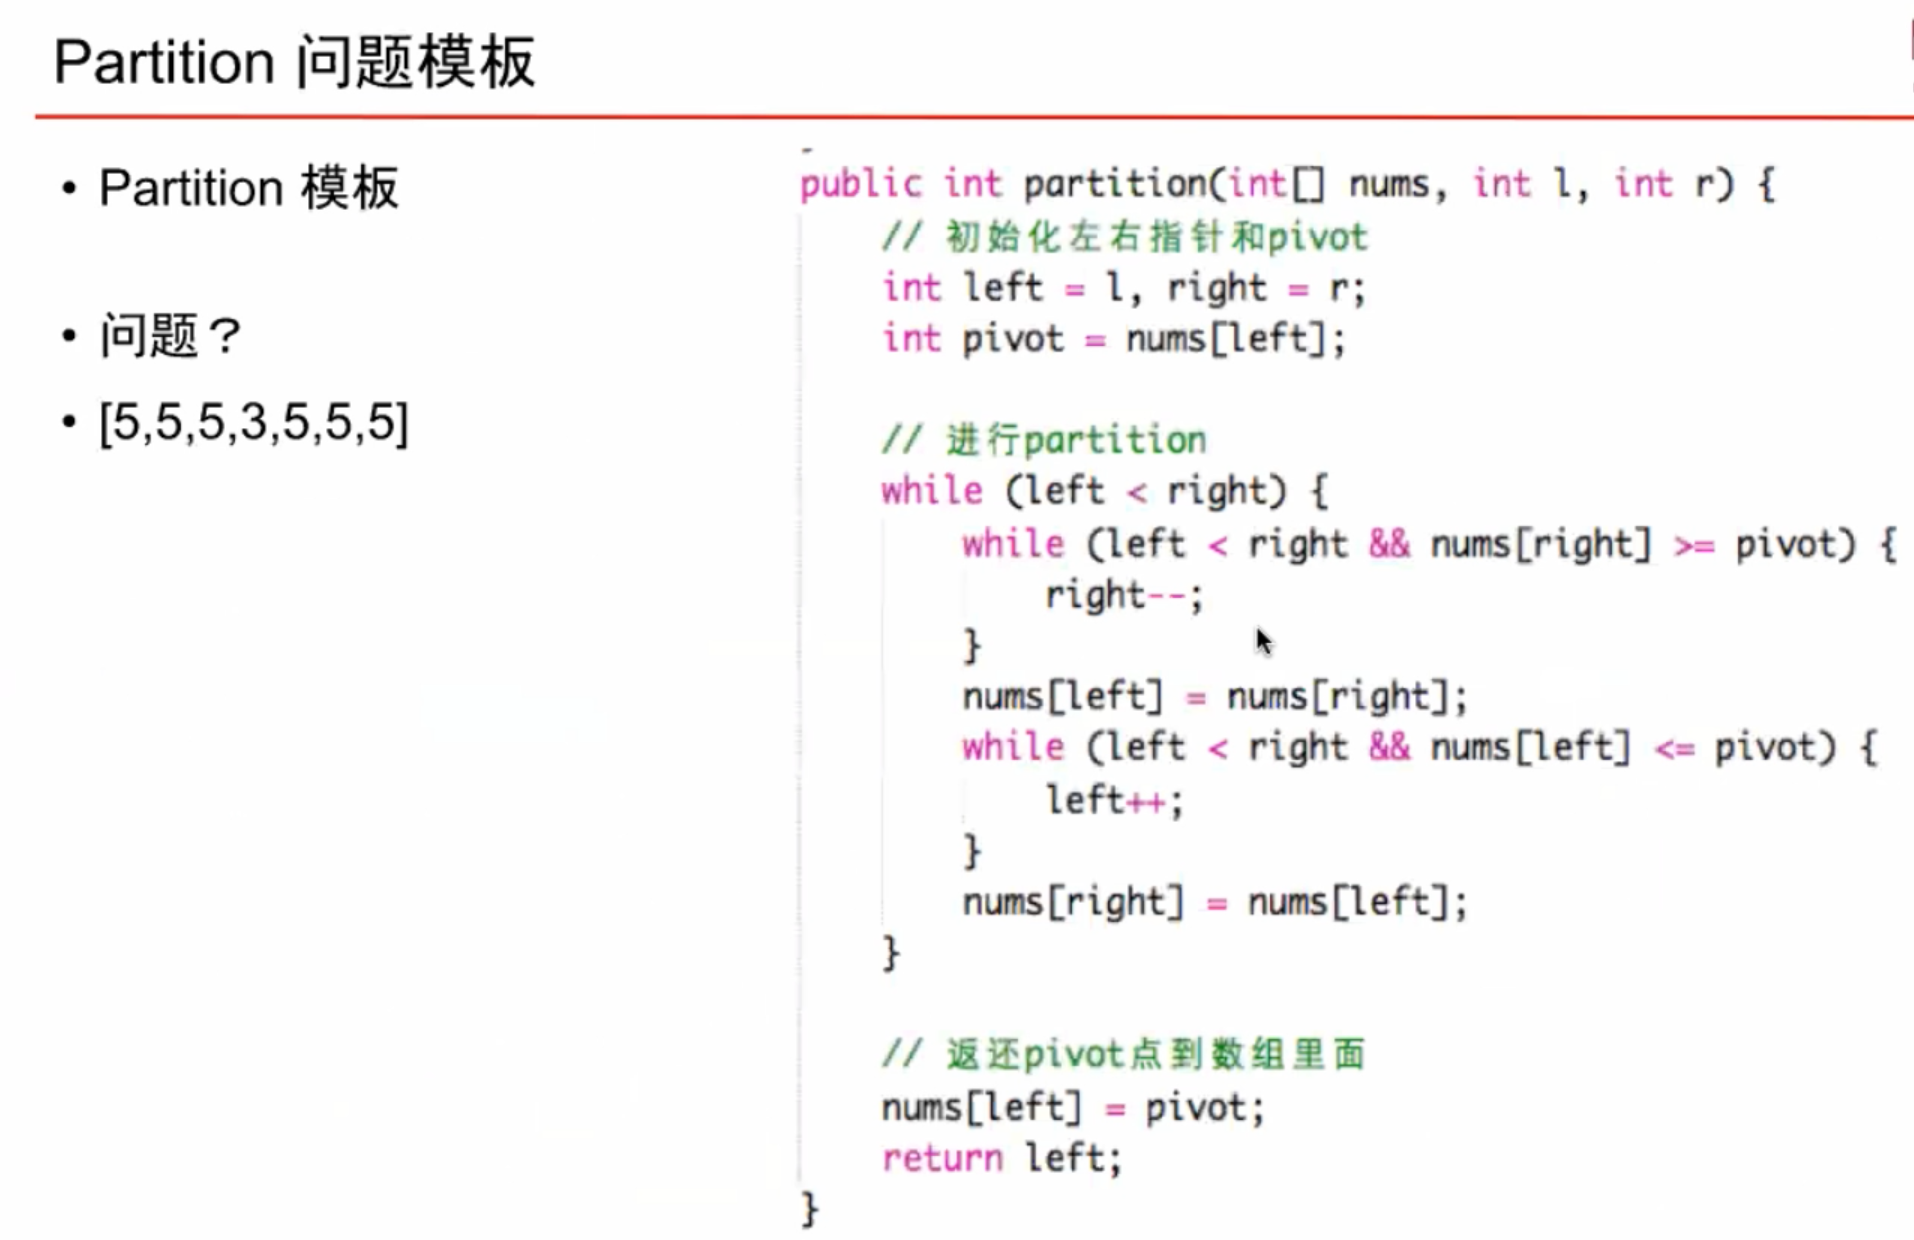 Partition 问题模板
• Partition 模板
• 问题？
• [5,5,5,3,5,5,5]
public int partition(int[] nums, int l, int r) {
// 初始化左右指针和pivot
int left = l, right = r;
int pivot = nums[left];
// 进行partition
while (left < right) {
while (left < right && nums[right] >= pivot) {
right--;
}
nums[left] = nums[right];
while (left < right && nums[left] <= pivot) {
left++;
}
nums[right] = nums[left];
}
// 返还pivot点到数组里面
nums[left] = pivot;
return left;
}